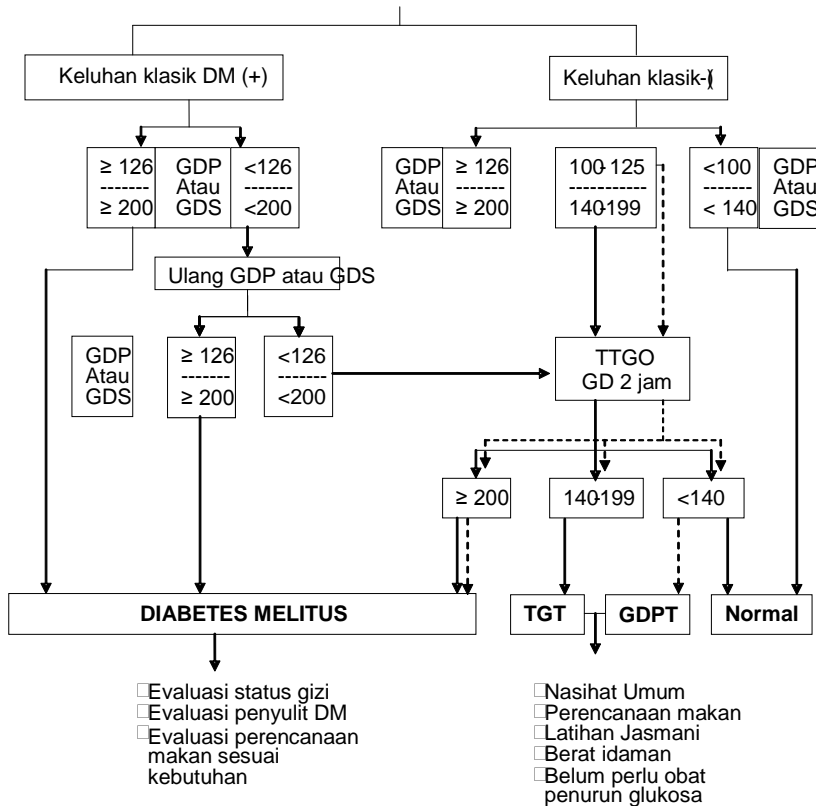 Keluhan klasik DM (+)
Keluhan klasik-(
≥ 126
-------
≥ 200
GDP
Atau
GDS
<126
-------
<200
GDP
Atau
GDS
≥ 126
-------
≥ 200
100-125
----------
140-199
<100
---------
< 140
GDP
Atau
GDS
Ulang GDP atau GDS
GDP
Atau
GDS
≥ 126
-------
≥ 200
<126
-------
<200
TTGO
GD 2 jam
≥ 200
140-199
<140
DIABETES MELITUS
TGT
GDPT
Normal
Evaluasi status gizi
Evaluasi penyulit DM
Evaluasi perencanaan
makan sesuai
kebutuhan
Nasihat Umum
Perencanaan makan
Latihan Jasmani
Berat idaman
Belum perlu obat
penurun glukosa